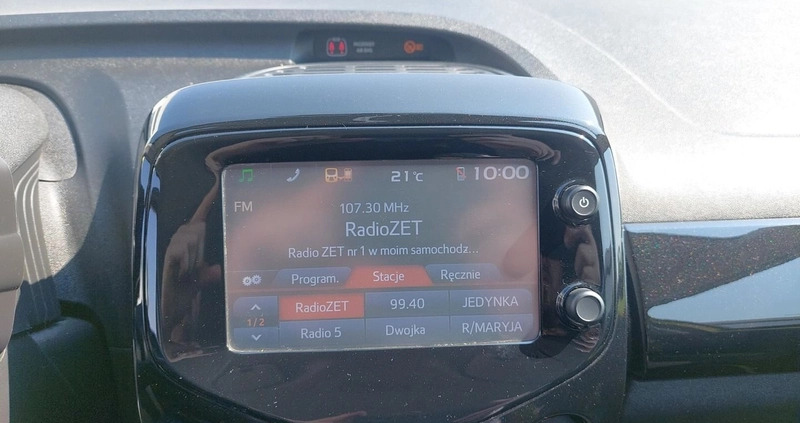 21°C
10:00
FM
107.30 MHz
RadioZET
Radio ZET nr 1 w moim samochodz...
Program.
Stacje
Ręcznie
RadioZET
99.40
JEDYNKA
1/2
Radio 5
Dwojka
R/MARYJA